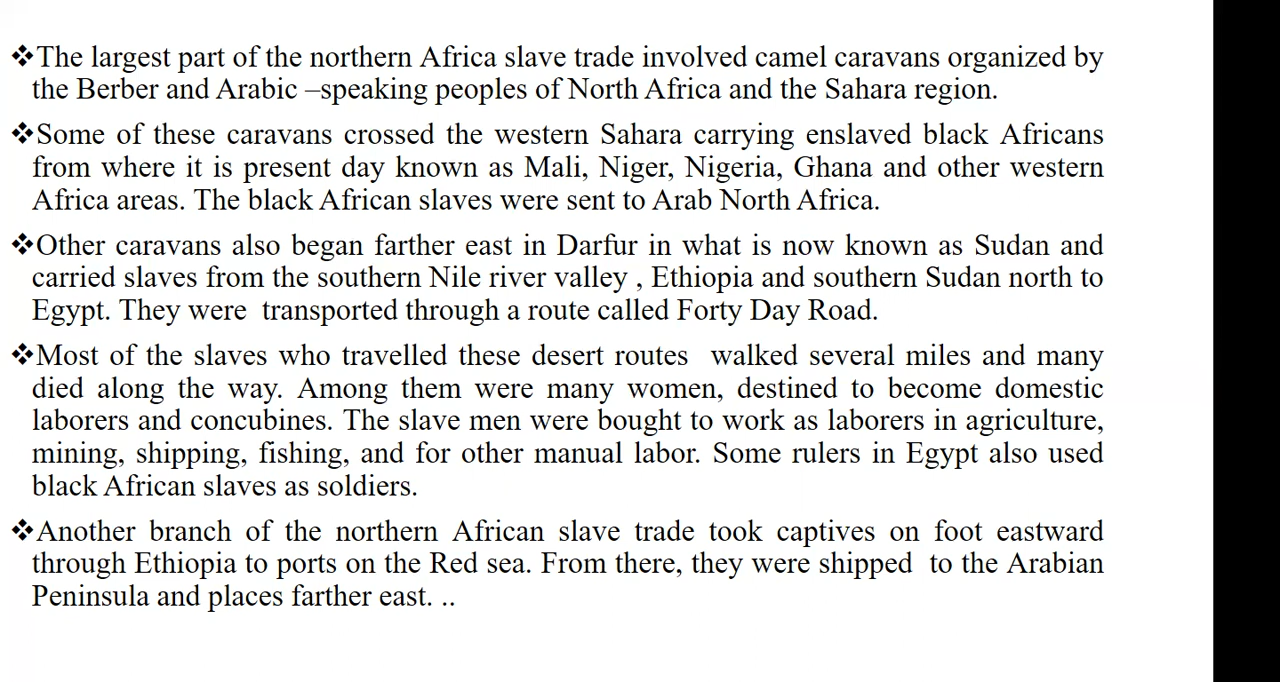 ❖The largest part of the northern Africa slave trade involved camel caravans organized by
the Berber and Arabic –speaking peoples of North Africa and the Sahara region.
❖Some of these caravans crossed the western Sahara carrying enslaved black Africans
from where it is present day known as Mali, Niger, Nigeria, Ghana and other western
Africa areas. The black African slaves were sent to Arab North Africa.
❖Other caravans also began farther east in Darfur in what is now known as Sudan and
carried slaves from the southern Nile river valley , Ethiopia and southern Sudan north to
Egypt. They were  transported through a route called Forty Day Road.
❖Most of the slaves who travelled these desert routes  walked several miles and many
died along the way. Among them were many women, destined to become domestic
laborers and concubines. The slave men were bought to work as laborers in agriculture,
mining, shipping, fishing, and for other manual labor. Some rulers in Egypt also used
black African slaves as soldiers.
❖Another branch of the northern African slave trade took captives on foot eastward
through Ethiopia to ports on the Red sea. From there, they were shipped  to the Arabian
Peninsula and places farther east. ..